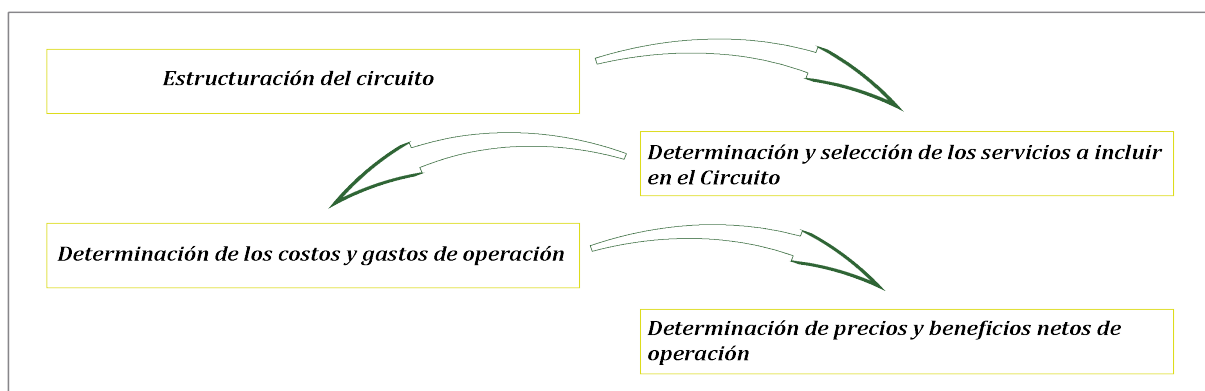 Estructuración del circuito
Determinación y selección de los servicios a incluir
en el Circuito
Determinación de los costos y gastos de operación
Determinación de precios y beneficios netos de
operación